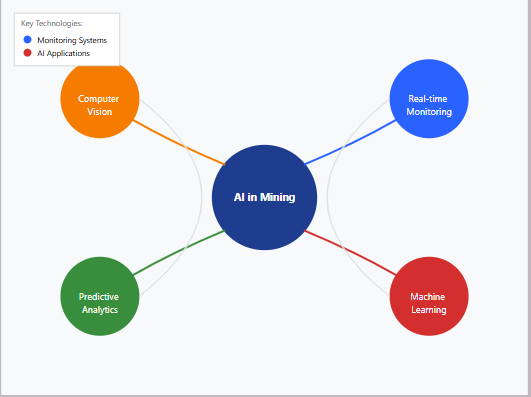 Key Technologies:
Monitoring Systems
AI Applications
Computer
Vision
Real-time
Monitoring
AI in Mining
Predictive
Analytics
Machine
Learning